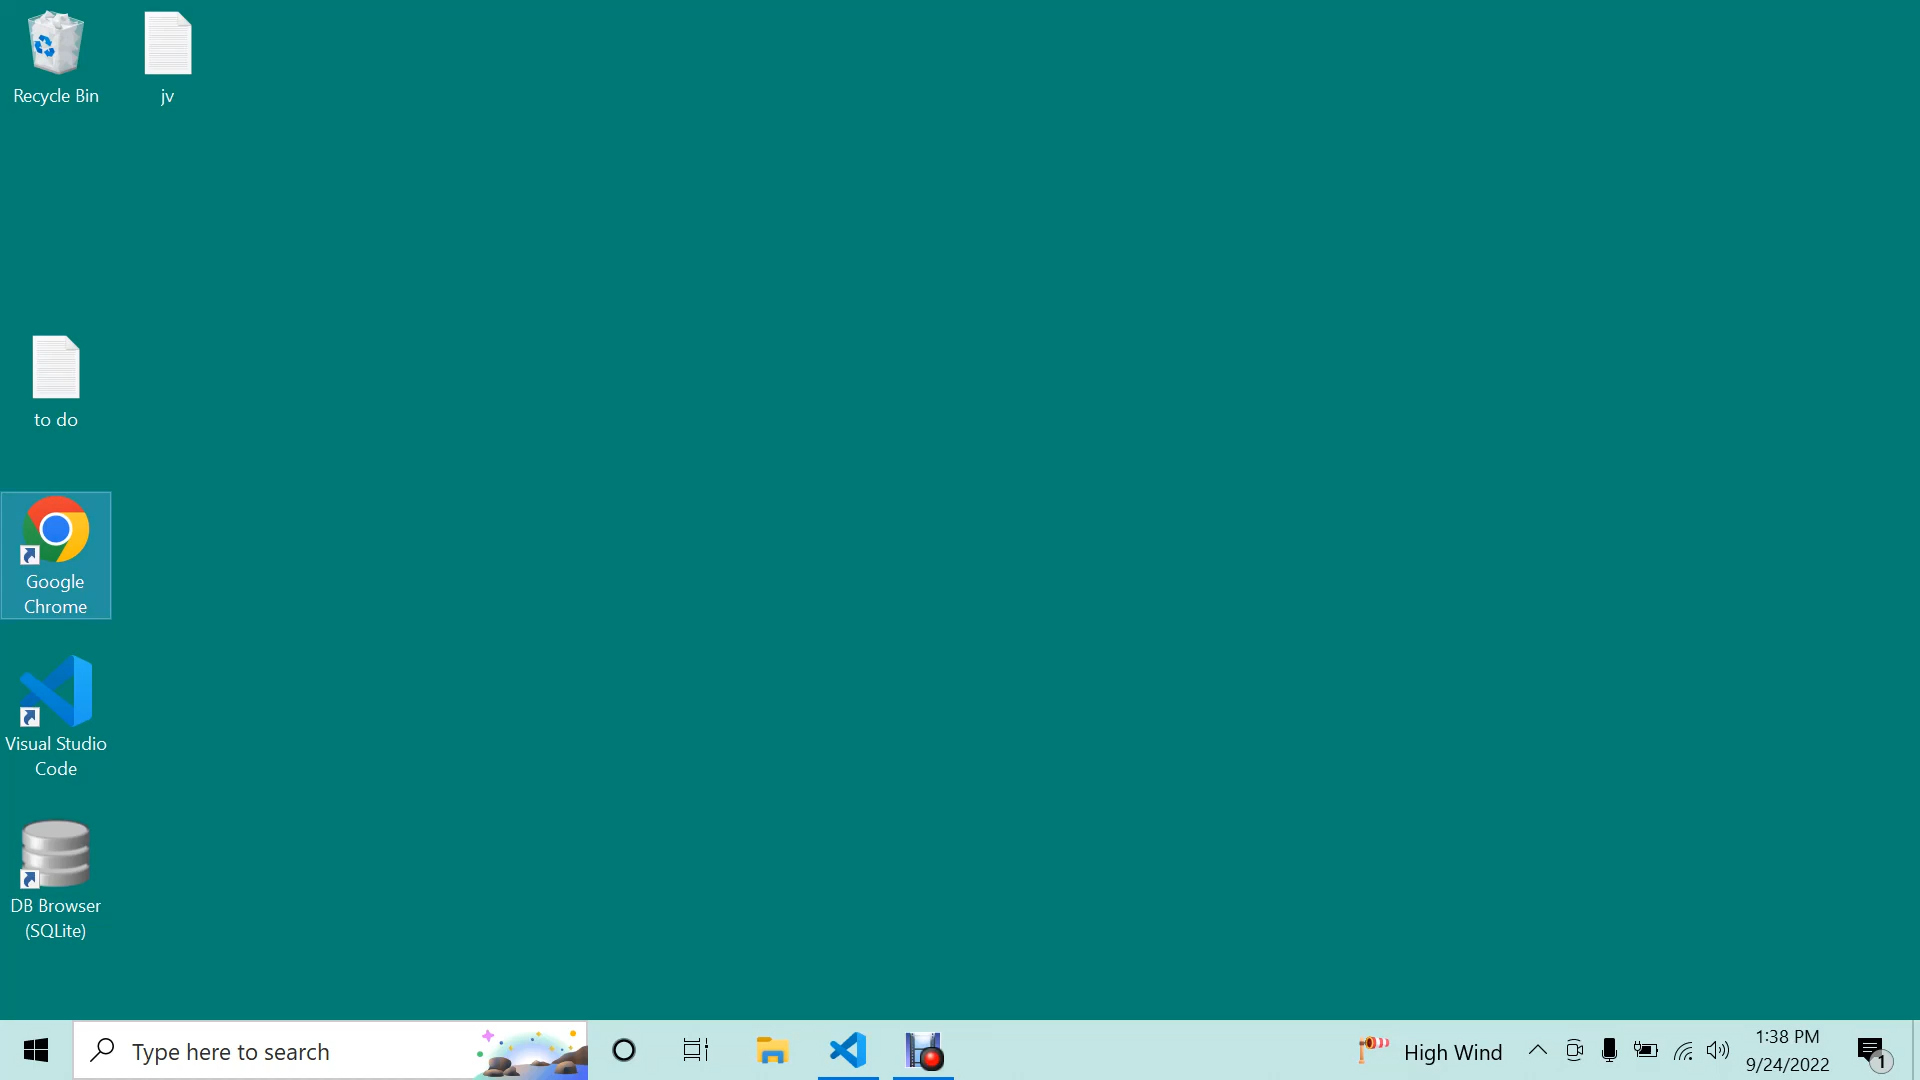 Recycle Bin
jv
to do
Google
Chrome
Visual Studio
Code
DB Browser
(SQLite)
Type here to search
High Wind
1:38 PM
9/24/2022
1